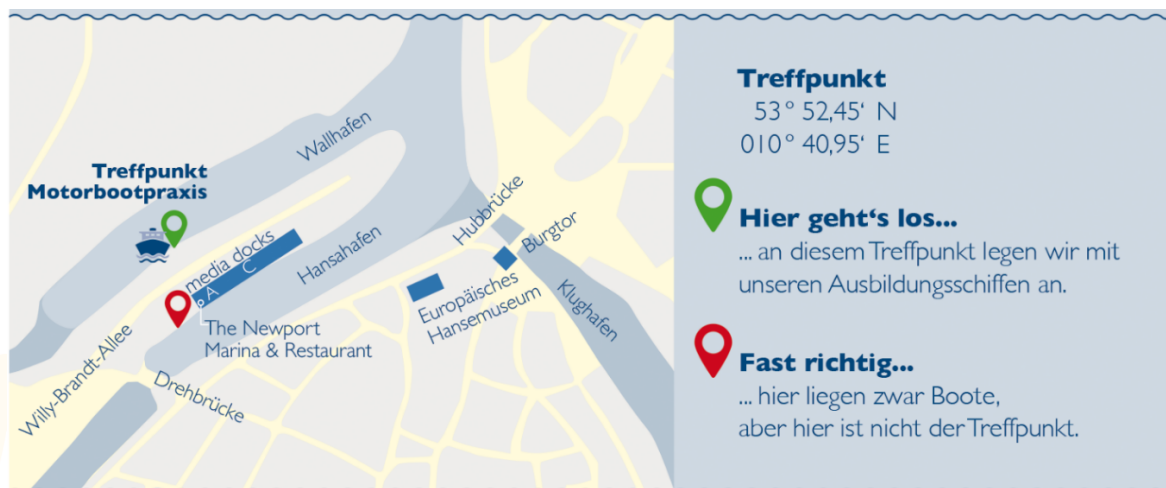 Wallhafen
Treffpunkt
Motorbootpraxis
media docks
C
A
Hansahafen
Hubbrücke
Burgtor
Europäisches
Hansemuseum
Klughafen
The Newport
Marina & Restaurant
Willy-Brandt-Allee
Drehbrücke
Treffpunkt
53° 52,45‘ N
010° 40,95‘ E
Hier geht‘s los...
... an diesem Treffpunkt legen wir mit
unseren Ausbildungsschiffen an.
Fast richtig...
... hier liegen zwar Boote,
aber hier ist nicht der Treffpunkt.